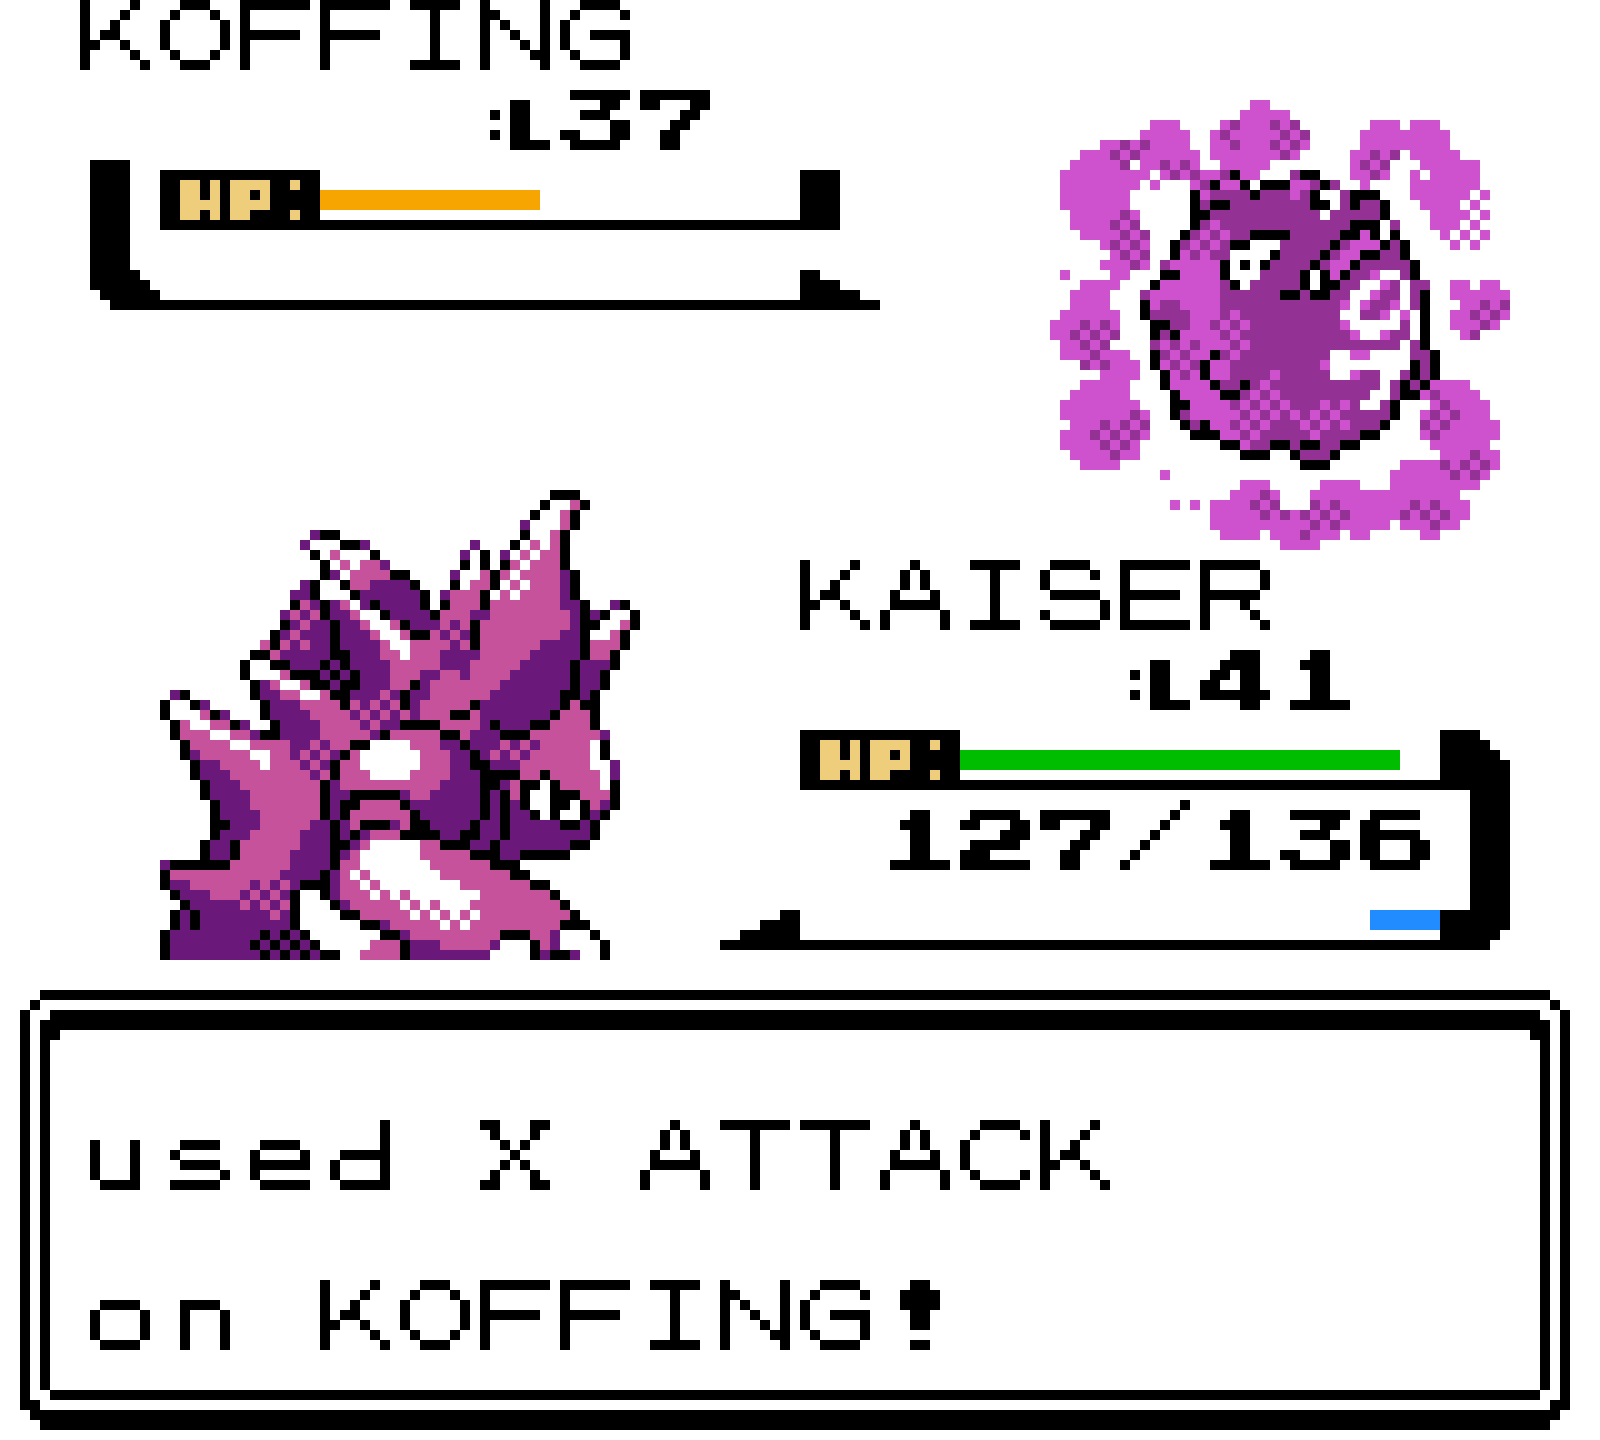 KOFFING
:L37
HP:
KAISER
:L41
HP:
127/136
used X ATTACK
on KOFFING!